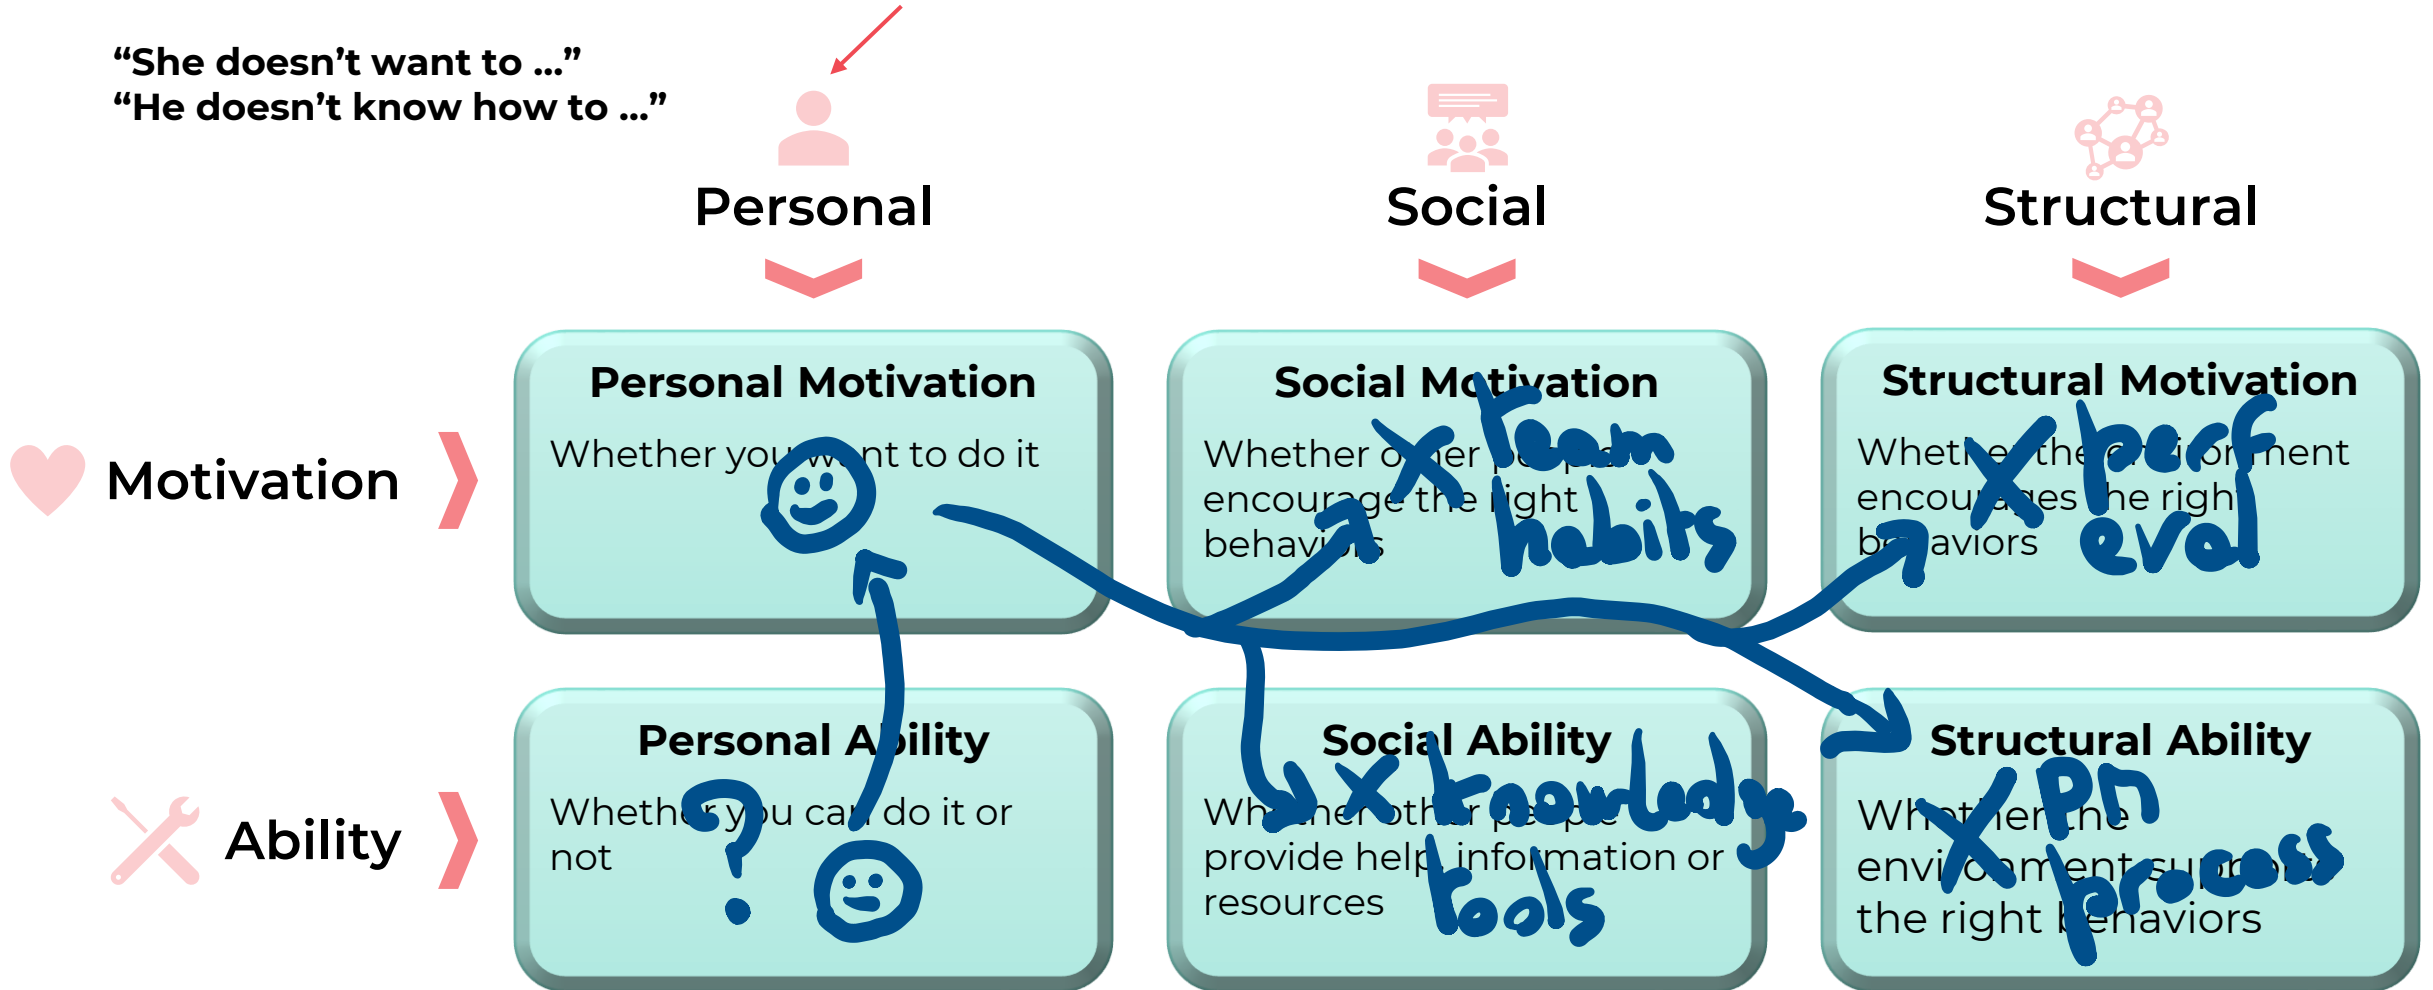 “She doesn’t want to ...”
“He doesn’t know how to ...”
Personal
Social
Structural
Motivation
Personal Motivation
Whether you want to do it
Social Motivation
Whether other people
encourage the right
behaviors
team
habits
Structural Motivation
Whether the environment
encourages the right
behaviors
perf
eval
Ability
Personal Ability
Whether you can do it or
not
?
Social Ability
Whether other people
provide help, information or
resources
knowledg
tools
Structural Ability
Whether the
environment supports
the right behaviors
PM
process